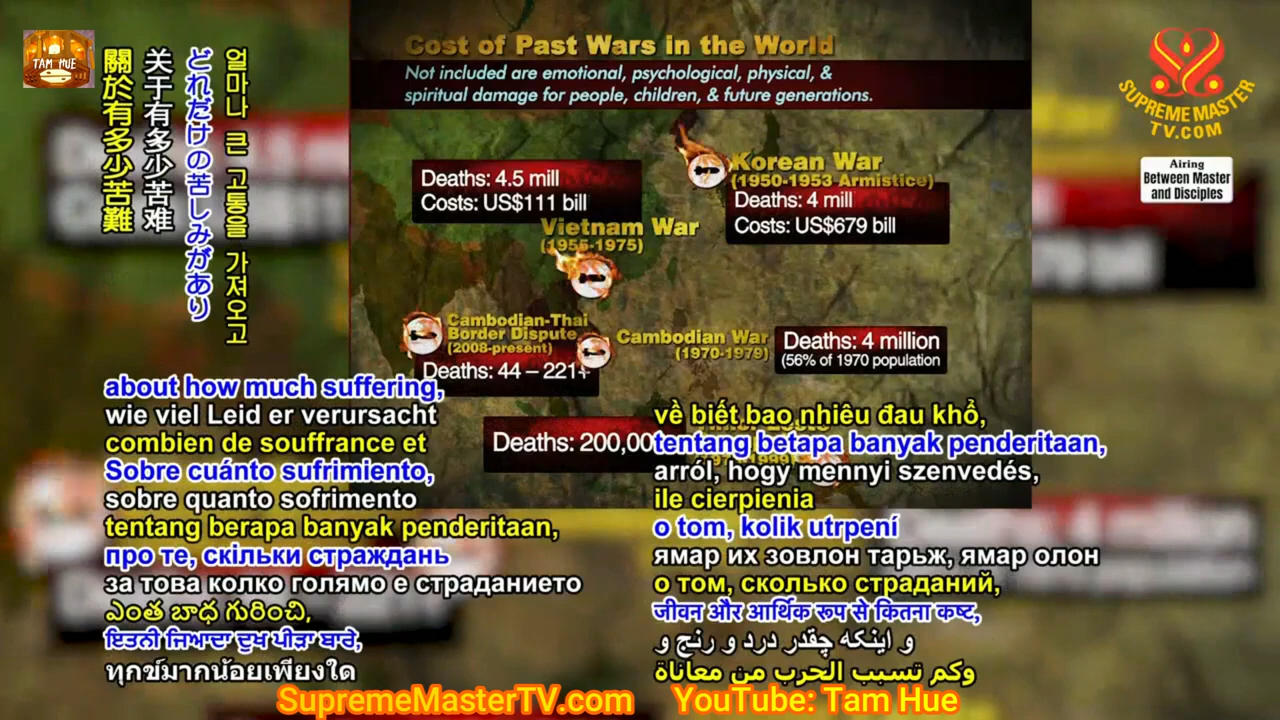 TAM HUE
關於有多少苦難
关于有多少苦难
どれだけの苦しみがあり
얼마나 큰 고통을 가져오고
Cost of Past Wars in the World
Not included are emotional, psychological, physical, &
spiritual damage for people, children, & future generations.
SUPREME MASTER
TV.COM
Airing
Between Master
and Disciples
Korean War
(1950-1953 Armistice)
Deaths: 4 mill
Costs: US$679 bill
Deaths: 4.5 mill
Costs: US$111 bill
Vietnam War
(1955-1975)
Cambodian-Thai
Border Dispute
(2008-present)
Deaths: 44 – 221+
Cambodian War
(1970-1979)
Deaths: 4 million
(56% of 1970 population
Deaths: 200,00
about how much suffering,
wie viel Leid er verursacht
combien de souffrance et
Sobre cuánto sufrimiento,
sobre quanto sofrimento
tentang berapa banyak penderitaan,
про те, скільки страждань
за това колко голямо е страданието
ఎంత బాధ గురించి,
ਇਤਨੀ ਜਿਆਦਾ ਦੁਖ ਪੀੜਾ ਬਾਰੇ,
ทุกข์มากน้อยเพียงใด
về biết bao nhiêu đau khổ,
tentang betapa banyak penderitaan,
arról, hogy mennyi szenvedés,
ile cierpienia
o tom, kolik utrpení
ямар их зовлон тарьж, ямар олон
о том, сколько страданий,
जीवन और आर्थिक रूप से कितना कष्ट,
و اینکه چقدر درد و رنج و
وكم تسبب الحرب من معاناة
SupremeMasterTV.com YouTube: Tam Hue